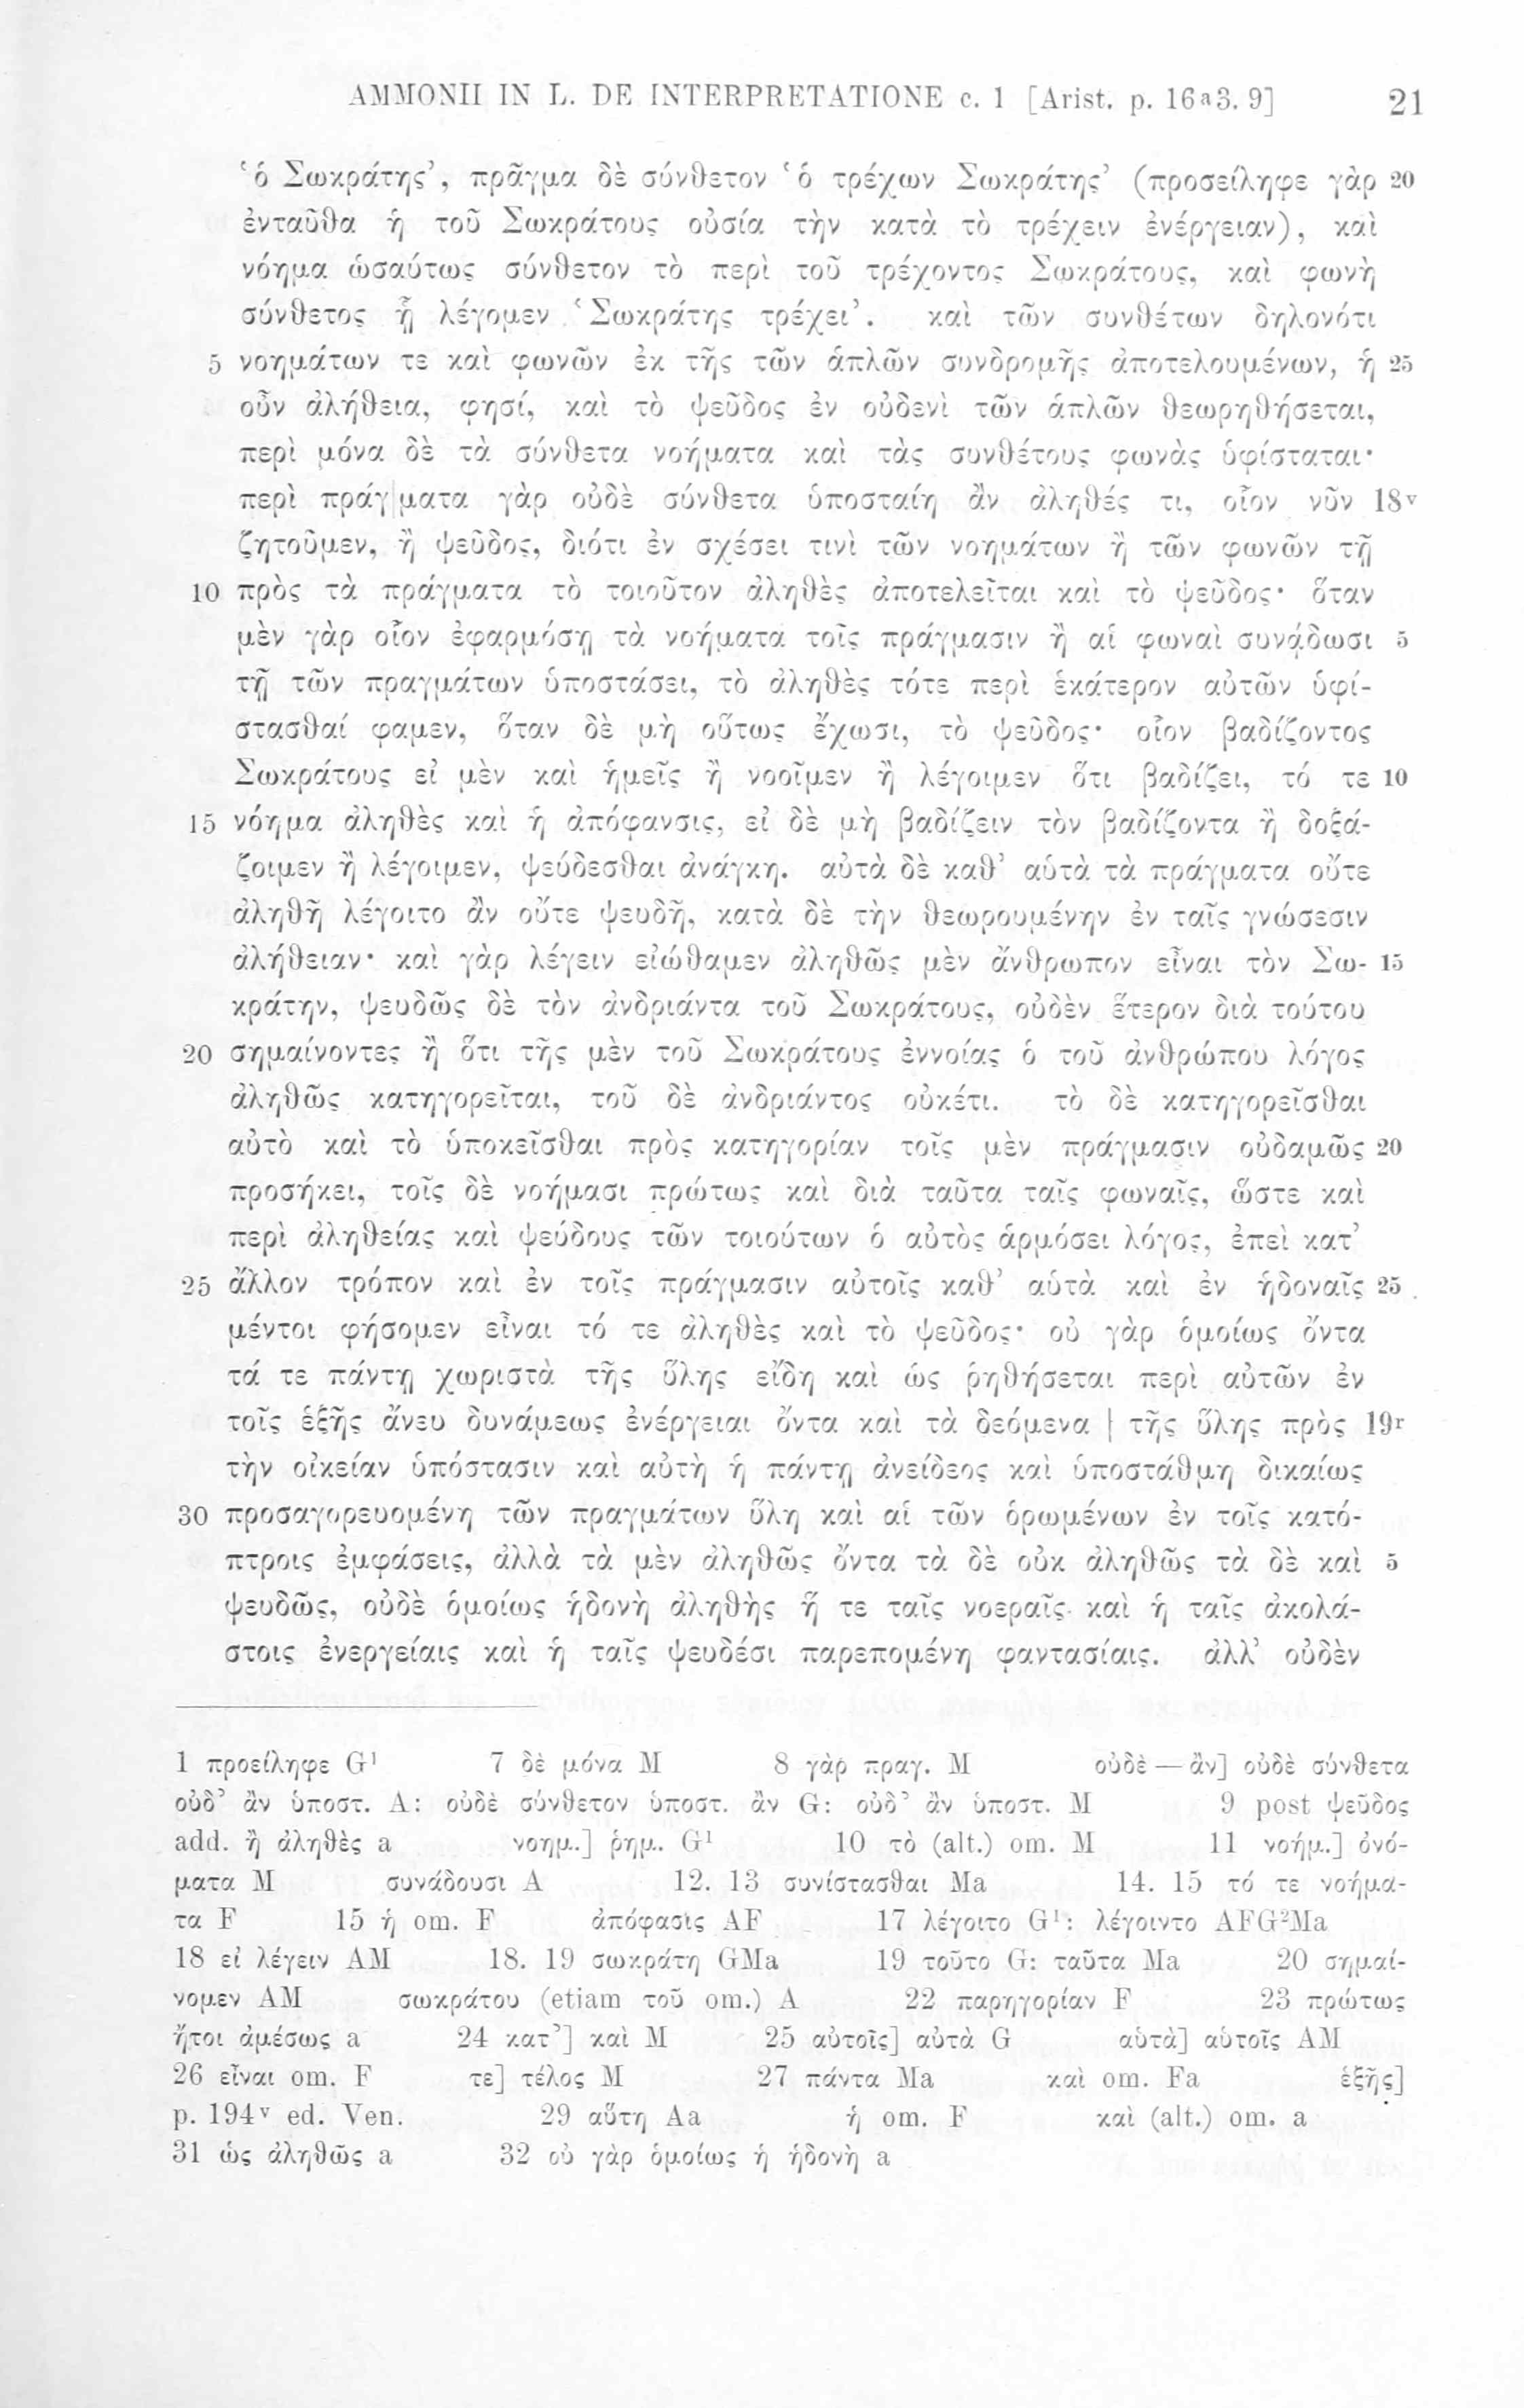 AMMONII IN L. DE INTERPRETATIONE c. 1 [Arist. p. 16a3. 9] 21
‘ὁ Σωκράτης’, πρᾶγμα δὲ σύνθετον ‘ὁ τρέχων Σωκράτης’ (προσείληφε γὰρ 20
ἐνταῦθα ἡ τοῦ Σωκράτους οὐσία τὴν κατὰ τὸ τρέχειν ἐνέργειαν), καὶ
νόημα ὡσαύτως σύνθετον τὸ περὶ τοῦ τρέχοντος Σωκράτους, καὶ φωνὴ
σύνθετος ᾗ λέγομεν ‘Σωκράτης τρέχει’. καὶ τῶν συνθέτων δηλονότι
5 νοημάτων τε καὶ φωνῶν ἐκ τῆς τῶν ἁπλῶν συνδρομῆς ἀποτελουμένων, ἡ 25
οὖν ἀλήθεια, φησί, καὶ τὸ ψεῦδος ἐν οὐδενὶ τῶν ἁπλῶν θεωρηθήσεται,
περὶ μόνα δὲ τὰ σύνθετα νοήματα καὶ τὰς συνθέτους φωνὰς ὑφίσταται·
περὶ πράγ|ματα γὰρ οὐδὲ σύνθετα ὑποσταίη ἂν ἀληθές τι, οἷον νῦν 18v
ζητοῦμεν, ἢ ψεῦδος, διότι ἐν σχέσει τινὶ τῶν νοημάτων ἢ τῶν φωνῶν τῇ
10 πρὸς τὰ πράγματα τὸ τοιοῦτον ἀληθὲς ἀποτελεῖται καὶ τὸ ψεῦδος· ὅταν
μὲν γὰρ οἷον ἐφαρμόσῃ τὰ νοήματα τοῖς πράγμασιν ἢ αἱ φωναὶ συνᾴδωσι 5
τῇ τῶν πραγμάτων ὑποστάσει, τὸ ἀληθὲς τότε περὶ ἑκάτερον αὐτῶν ὑφί-
στασθαί φαμεν, ὅταν δὲ μὴ οὕτως ἔχωσι, τὸ ψεῦδος· οἷον βαδίζοντος
Σωκράτους εἰ μὲν καὶ ἡμεῖς ἢ νοοῖμεν ἢ λέγοιμεν ὅτι βαδίζει, τό τε 10
15 νόημα ἀληθὲς καὶ ἡ ἀπόφανσις, εἰ δὲ μὴ βαδίζειν τὸν βαδίζοντα ἢ δοξά-
ζοιμεν ἢ λέγοιμεν, ψεύδεσθαι ἀνάγκη. αὐτὰ δὲ καθ’ αὑτὰ τὰ πράγματα οὔτε
ἀληθῆ λέγοιτο ἂν οὔτε ψευδῆ, κατὰ δὲ τὴν θεωρουμένην ἐν ταῖς γνώσεσιν
ἀλήθειαν· καὶ γὰρ λέγειν εἰώθαμεν ἀληθῶς μὲν ἄνθρωπον εἶναι τὸν Σω- 15
κράτην, ψευδῶς δὲ τὸν ἀνδριάντα τοῦ Σωκράτους, οὐδὲν ἕτερον διὰ τούτου
20 σημαίνοντες ἢ ὅτι τῆς μὲν τοῦ Σωκράτους ἐννοίας ὁ τοῦ ἀνθρώπου λόγος
ἀληθῶς κατηγορεῖται, τοῦ δὲ ἀνδριάντος οὐκέτι. τὸ δὲ κατηγορεῖσθαι
αὐτὸ καὶ τὸ ὑποκεῖσθαι πρὸς κατηγορίαν τοῖς μὲν πράγμασιν οὐδαμῶς 20
προσήκει, τοῖς δὲ νοήμασι πρώτως καὶ διὰ ταῦτα ταῖς φωναῖς, ὥστε καὶ
περὶ ἀληθείας καὶ ψεύδους τῶν τοιούτων ὁ αὐτὸς ἁρμόσει λόγος, ἐπεὶ κατ’
25 ἄλλον τρόπον καὶ ἐν τοῖς πράγμασιν αὐτοῖς καθ’ αὑτὰ καὶ ἐν ἡδοναῖς 25
μέντοι φήσομεν εἶναι τό τε ἀληθὲς καὶ τὸ ψεῦδος· οὐ γὰρ ὁμοίως ὄντα
τά τε πάντῃ χωριστὰ τῆς ὕλης εἴδη καὶ ὡς ῥηθήσεται περὶ αὐτῶν ἐν
τοῖς ἑξῆς ἄνευ δυνάμεως ἐνέργειαι ὄντα καὶ τὰ δεόμενα | τῆς ὕλης πρὸς 19r
τὴν οἰκείαν ὑπόστασιν καὶ αὐτὴ ἡ πάντῃ ἀνείδεος καὶ ὑποστάθμη δικαίως
30 προσαγορευομένη τῶν πραγμάτων ὕλη καὶ αἱ τῶν ὁρωμένων ἐν τοῖς κατό-
πτροις ἐμφάσεις, ἀλλὰ τὰ μὲν ἀληθῶς ὄντα τὰ δὲ οὐκ ἀληθῶς τὰ δὲ καὶ 5
ψευδῶς, οὐδὲ ὁμοίως ἡδονὴ ἀληθὴς ἥ τε ταῖς νοεραῖς καὶ ἡ ταῖς ἀκολά-
στοις ἐνεργείαις καὶ ἡ ταῖς ψευδέσι παρεπομένη φαντασίαις. ἀλλ’ οὐδὲν
1 προείληφε G¹ 7 δὲ μόνα M 8 γὰρ πραγ. M οὐδὲ — ἂν] οὐδὲ σύνθετα
οὐδ’ ἂν ὑποστ. A: οὐδὲ σύνθετον ὑποστ. ἂν G: οὐδ’ ἂν ὑποστ. M 9 post ψεῦδος
add. ἢ ἀληθὲς a νοημ.] ῥημ. G¹ 10 τὸ (alt.) om. M 11 νοήμ.] ὀνό-
ματα M συνάδουσι A 12. 13 συνίστασθαι Ma 14. 15 τό τε νοήμα-
τα F 15 ἡ om. F ἀπόφασις AF 17 λέγοιτο G¹: λέγοιντο AFG²Ma
18 εἰ λέγειν AM 18. 19 σωκράτη GMa 19 τοῦτο G: ταῦτα Ma 20 σημαί-
νομεν AM σωκράτου (etiam τοῦ om.) A 22 παρηγορίαν F 23 πρώτως
ἤτοι ἀμέσως a 24 κατ’] καὶ M 25 αὐτοῖς] αὐτὰ G αὑτὰ] αὑτοῖς AM
26 εἶναι om. F τε] τέλος M 27 πάντα Ma καὶ om. Fa ἑξῆς]
p. 194v ed. Ven. 29 αὕτη Aa ἡ om. F καὶ (alt.) om. a
31 ὡς ἀληθῶς a 32 οὐ γὰρ ὁμοίως ἡ ἡδονὴ a